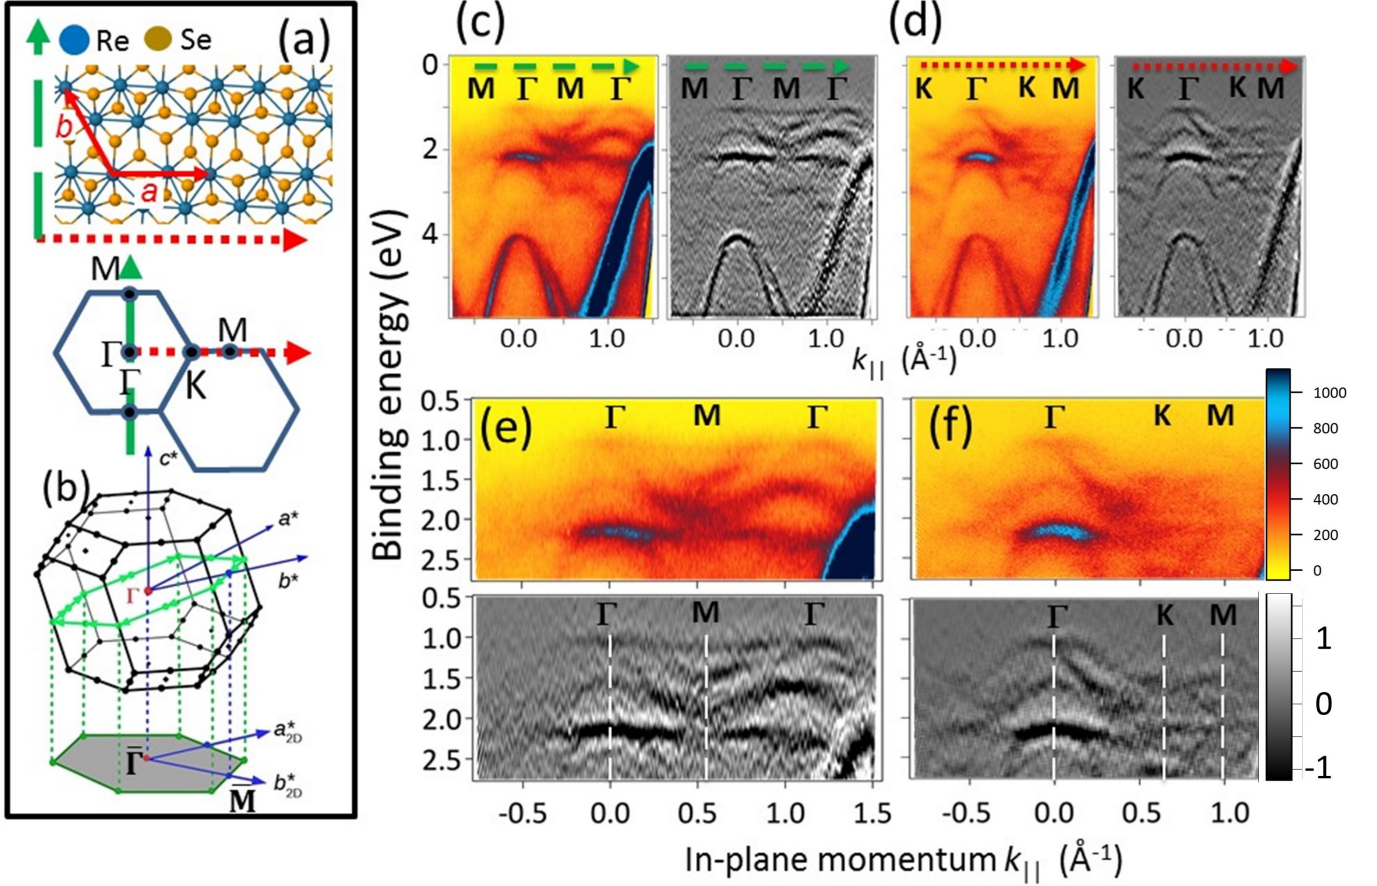 (a)
Re Se
b
a
M
Γ
M
K
Γ
(b)
c*
a*
b*
Γ
Γ̅
a*2D
b*2D
M̅
(c)
(d)
Binding energy (eV)
0
2
4
M Γ M Γ
M Γ M Γ
K Γ K M
K Γ K M
0.0 1.0
0.0 1.0
0.0 1.0
0.0 1.0
k|| (Å-1)
(e)
0.5
1.0
1.5
2.0
2.5
Γ M Γ
(f)
Γ K M
1000
800
600
400
200
0
0.5
1.0
1.5
2.0
2.5
Γ M Γ
Γ K M
1
0
-1
-0.5 0.0 0.5 1.0 1.5
-0.5 0.0 0.5 1.0
In-plane momentum k|| (Å-1)